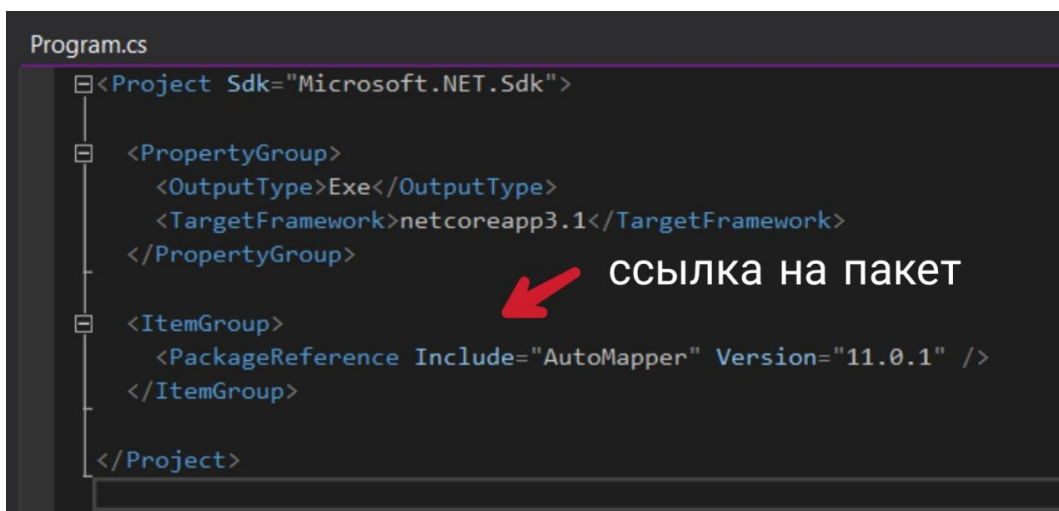 Program.cs
<Project Sdk="Microsoft.NET.Sdk">
<PropertyGroup>
<OutputType>Exe</OutputType>
<TargetFramework>netcoreapp3.1</TargetFramework>
</PropertyGroup>
ссылка на пакет
<ItemGroup>
<PackageReference Include="AutoMapper" Version="11.0.1" />
</ItemGroup>
</Project>